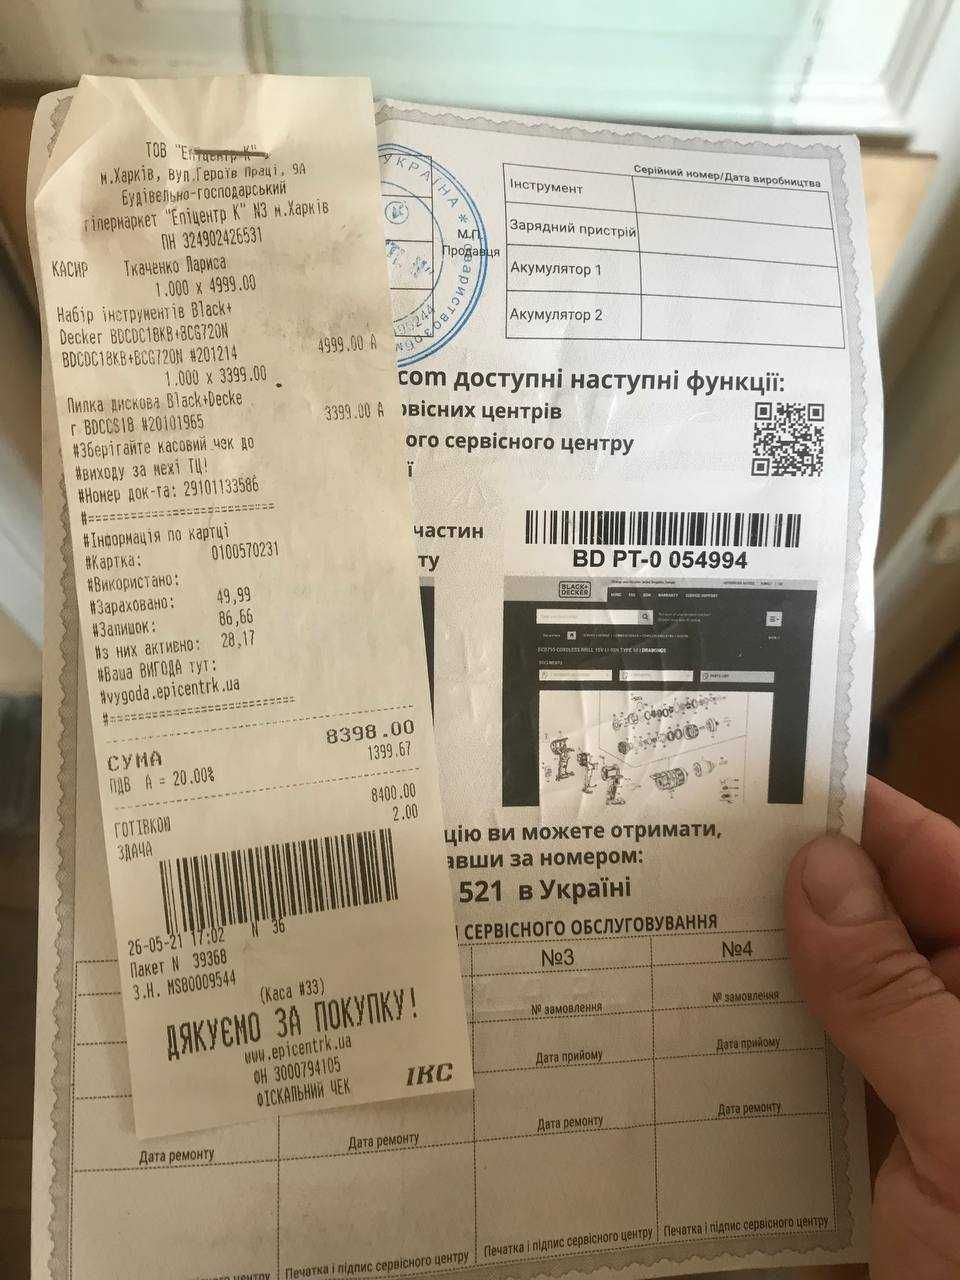 ТОВ "Епіцентр К"
м.Харків, вул.Героїв Праці, 9А
Будівельно-господарський
гіпермаркет "Епіцентр К" N3 м.Харків
ПН 324902426531
КАСИР Ткаченко Лариса
1.000 x 4999.00
Набір інструментів Black+
Decker BDCDC18KB+BCG720N
BDCDC18KB+BCG720N #201214 4999.00 А
1.000 x 3399.00
Пилка дискова Black+Decke
r BDCCS18 #20101965 3399.00 А
#Зберігайте касовий чек до
#виходу за межі ТЦ!
#Номер док-та: 29101133586
#==========================
#Інформація по картці
#Картка: 0100570231
#Використано:
#Зараховано: 49,99
#Залишок: 86,66
#з них активно: 28,17
#Ваша ВИГОДА тут:
#vygoda.epicentrk.ua
#==========================
СУМА 8398.00
ПДВ А = 20.00% 1399.67
ГОТІВКОЮ 8400.00
ЗДАЧА 2.00
26-05-21 17:02 N 36
Пакет N 39368
З.Н. MS80009544
(Каса #33)
ДЯКУЄМО ЗА ПОКУПКУ!
www.epicentrk.ua
ФН 3000794105
ФІСКАЛЬНИЙ ЧЕК
ІКС
УКРАЇНА *
М.П.
Продавця
Серійний номер/Дата виробництва
Інструмент
Зарядний пристрій
Акумулятор 1
Акумулятор 2
com доступні наступні функції:
вісних центрів
ого сервісного центру
ї
частин
ту
BD PT-0 054994
BLACK+
DECKER
цію ви можете отримати,
авши за номером:
521 в Україні
СЕРВІСНОГО ОБСЛУГОВУВАННЯ
№3 №4
№ замовлення № замовлення
Дата прийому Дата прийому
Дата ремонту Дата ремонту Дата ремонту Дата ремонту
Печатка і підпис сервісного центру Печатка і підпис сервісного центру Печатка і підпис сервісного центру